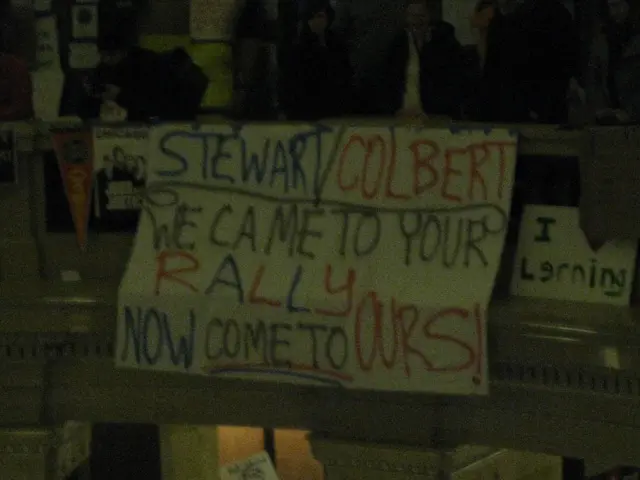 STEWART/COLBERT
WE CAME TO YOUR
RALLY
NOW COME TO OURS!
I
Lerning